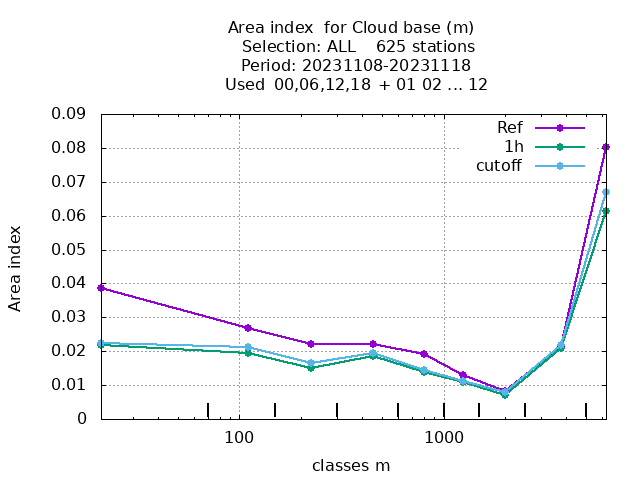 Area index  for Cloud base (m)
Selection: ALL    625 stations
Period: 20231108-20231118
Used  00,06,12,18  + 01 02 ... 12
Ref
1h
cutoff
0.09
0.08
0.07
0.06
0.05
0.04
0.03
0.02
0.01
0
Area index
100
1000
classes m